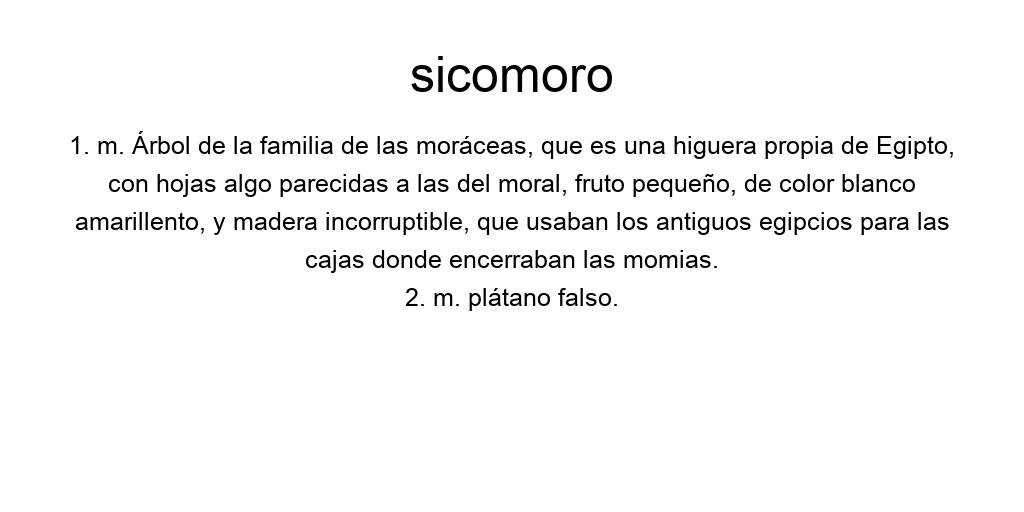 sicomoro
1. m. Árbol de la familia de las moráceas, que es una higuera propia de Egipto,
con hojas algo parecidas a las del moral, fruto pequeño, de color blanco
amarillento, y madera incorruptible, que usaban los antiguos egipcios para las
cajas donde encerraban las momias.
2. m. plátano falso.